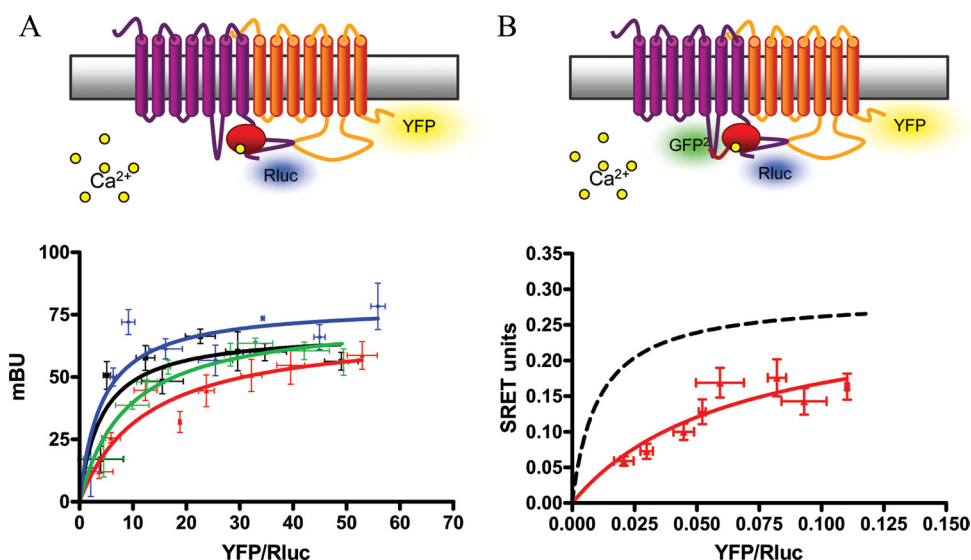 A
YFP
Ca2+
Rluc
mBU
100
75
50
25
0
0 10 20 30 40 50 60 70
YFP/Rluc
B
GFP2
YFP
Ca2+
Rluc
SRET units
0.35
0.30
0.25
0.20
0.15
0.10
0.05
0.00
0.000 0.025 0.050 0.075 0.100 0.125 0.150
YFP/Rluc